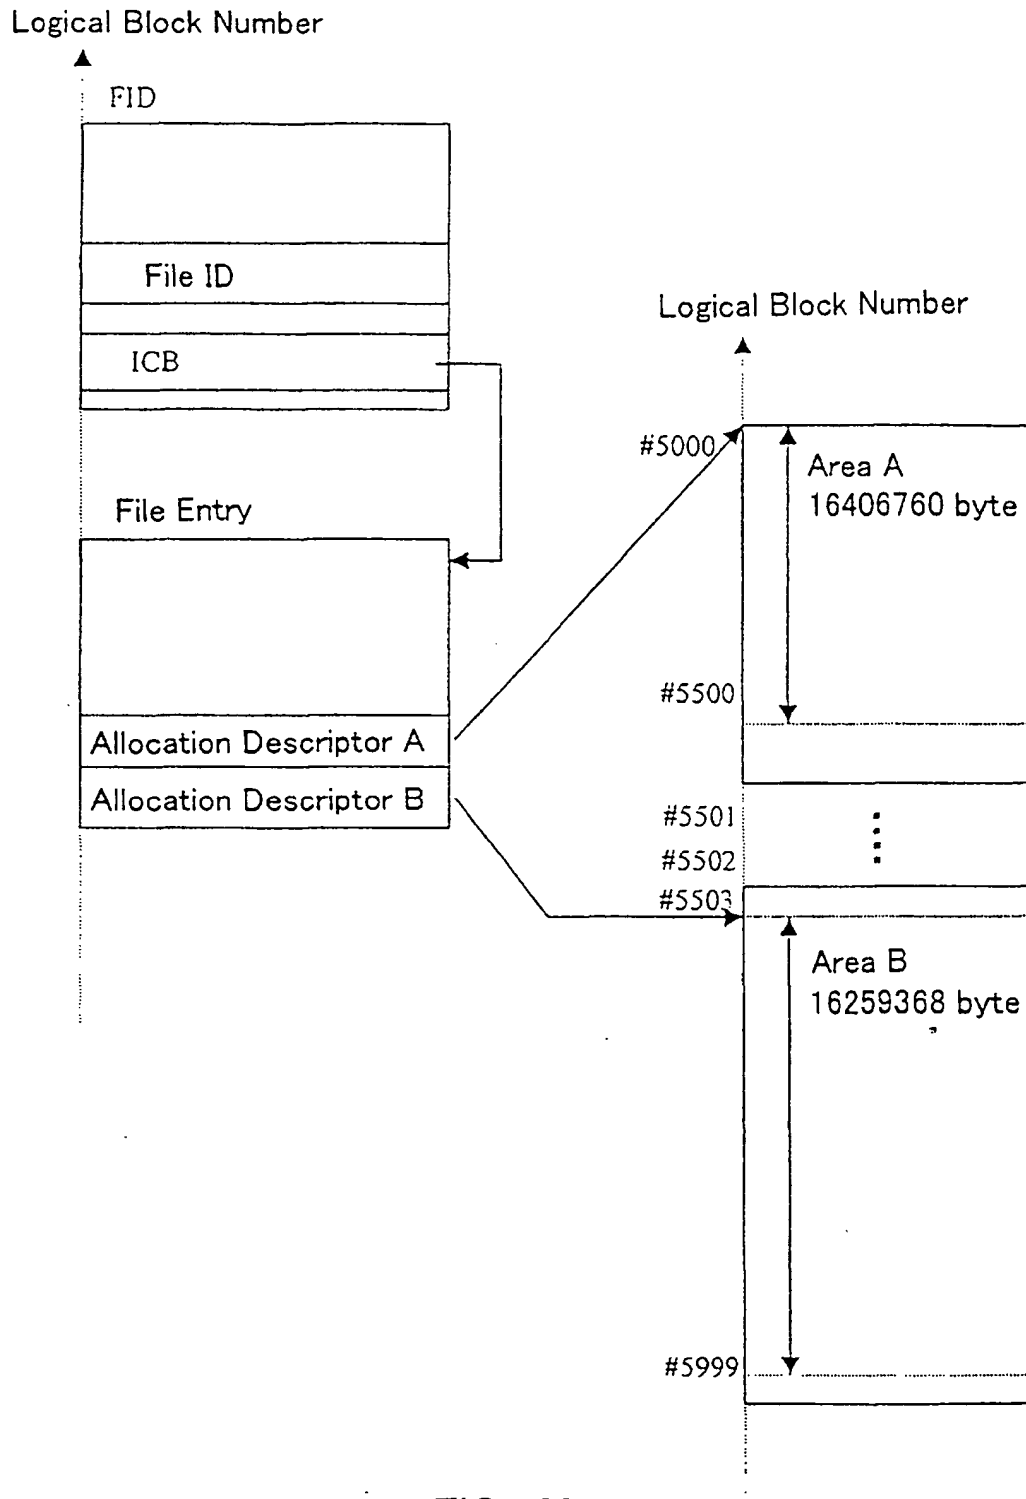 Logical Block Number
FID
File ID
ICB
File Entry
Allocation Descriptor A
Allocation Descriptor B
Logical Block Number
#5000
Area A
16406760 byte
#5500
#5501
#5502
#5503
Area B
16259368 byte
#5999